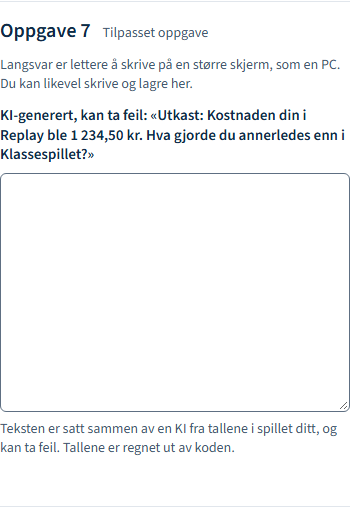 Oppgave 7 Tilpasset oppgave
Langsvar er lettere å skrive på en større skjerm, som en PC.
Du kan likevel skrive og lagre her.
KI-generert, kan ta feil: «Utkast: Kostnaden din i
Replay ble 1 234,50 kr. Hva gjorde du annerledes enn i
Klassespillet?»
Teksten er satt sammen av en KI fra tallene i spillet ditt, og
kan ta feil. Tallene er regnet ut av koden.